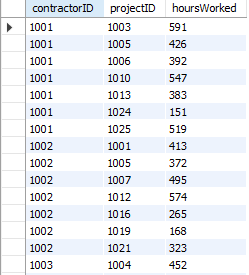 contractorID projectID hoursWorked
1001 1003 591
1001 1005 426
1001 1006 392
1001 1010 547
1001 1013 383
1001 1024 151
1001 1025 519
1002 1001 413
1002 1005 372
1002 1007 495
1002 1012 574
1002 1016 265
1002 1019 168
1002 1021 323
1003 1004 452